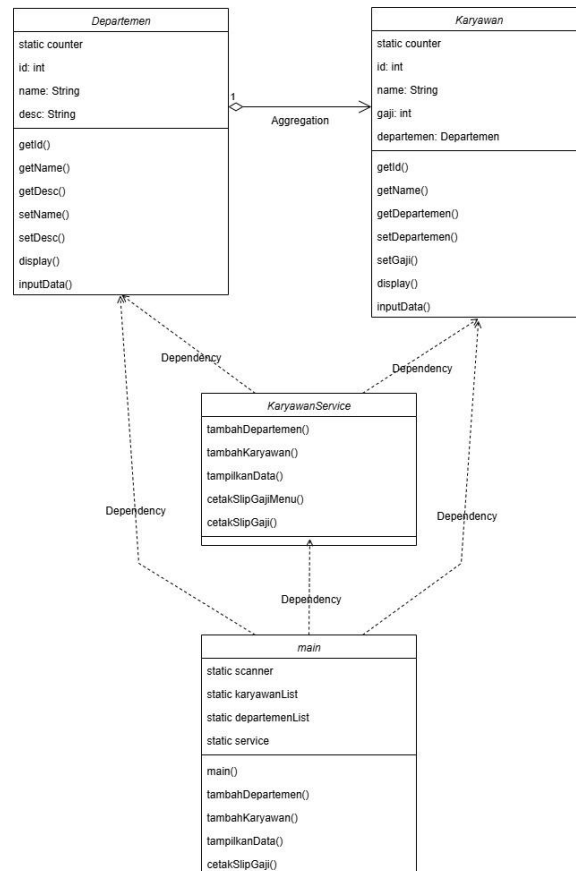 Departemen
static counter
id: int
name: String
desc: String
getId()
getName()
getDesc()
setName()
setDesc()
display()
inputData()
1
Aggregation
Karyawan
static counter
id: int
name: String
gaji: int
departemen: Departemen
getId()
getName()
getDepartemen()
setDepartemen()
setGaji()
display()
inputData()
Dependency
Dependency
KaryawanService
tambahDepartemen()
tambahKaryawan()
tampilkanData()
cetakSlipGajiMenu()
cetakSlipGaji()
Dependency
Dependency
Dependency
main
static scanner
static karyawanList
static departemenList
static service
main()
tambahDepartemen()
tambahKaryawan()
tampilkanData()
cetakSlipGaji()